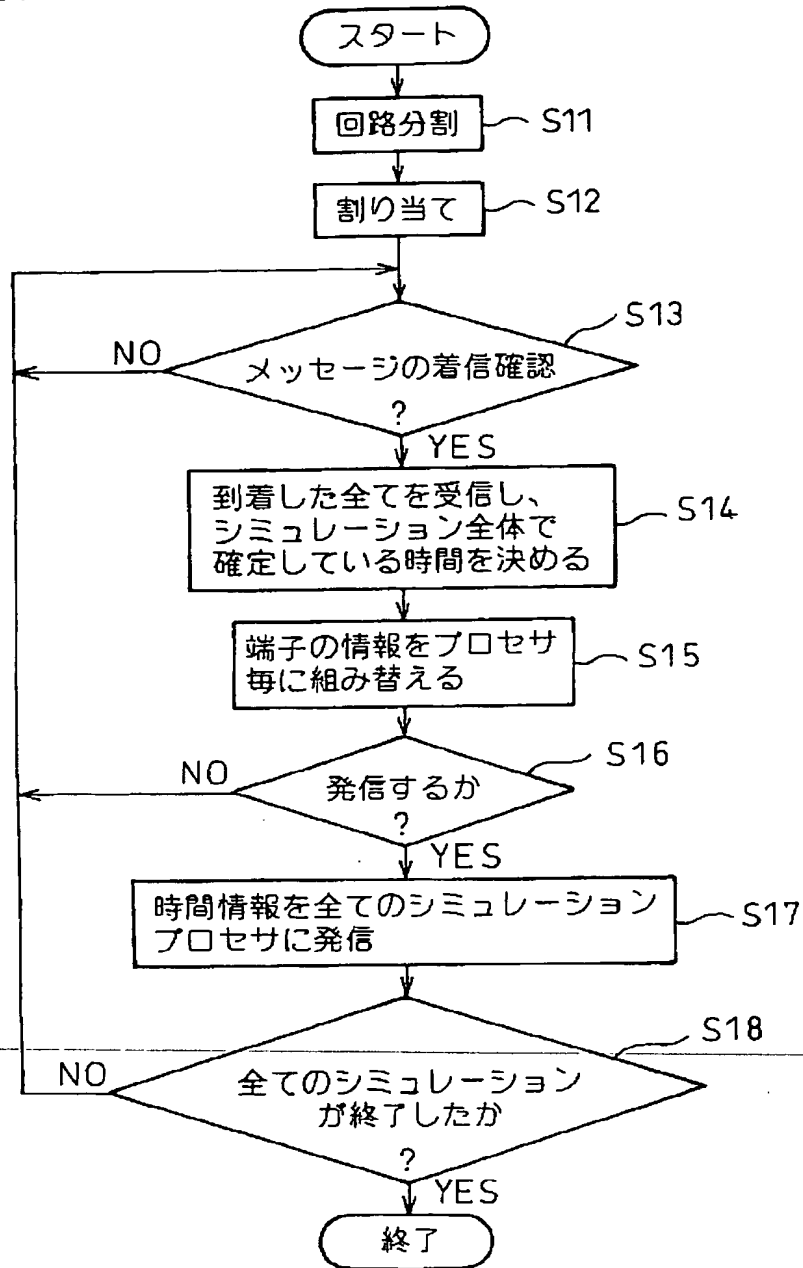 スタート
回路分割
S11
割り当て
S12
S13
NO
メッセージの着信確認
?
YES
到着した全てを受信し、
シミュレーション全体で
確定している時間を決める
S14
端子の情報をプロセサ
毎に組み替える
S15
S16
NO
発信するか
?
YES
時間情報を全てのシミュレーション
プロセサに発信
S17
S18
NO
全てのシミュレーション
が終了したか
?
YES
終了